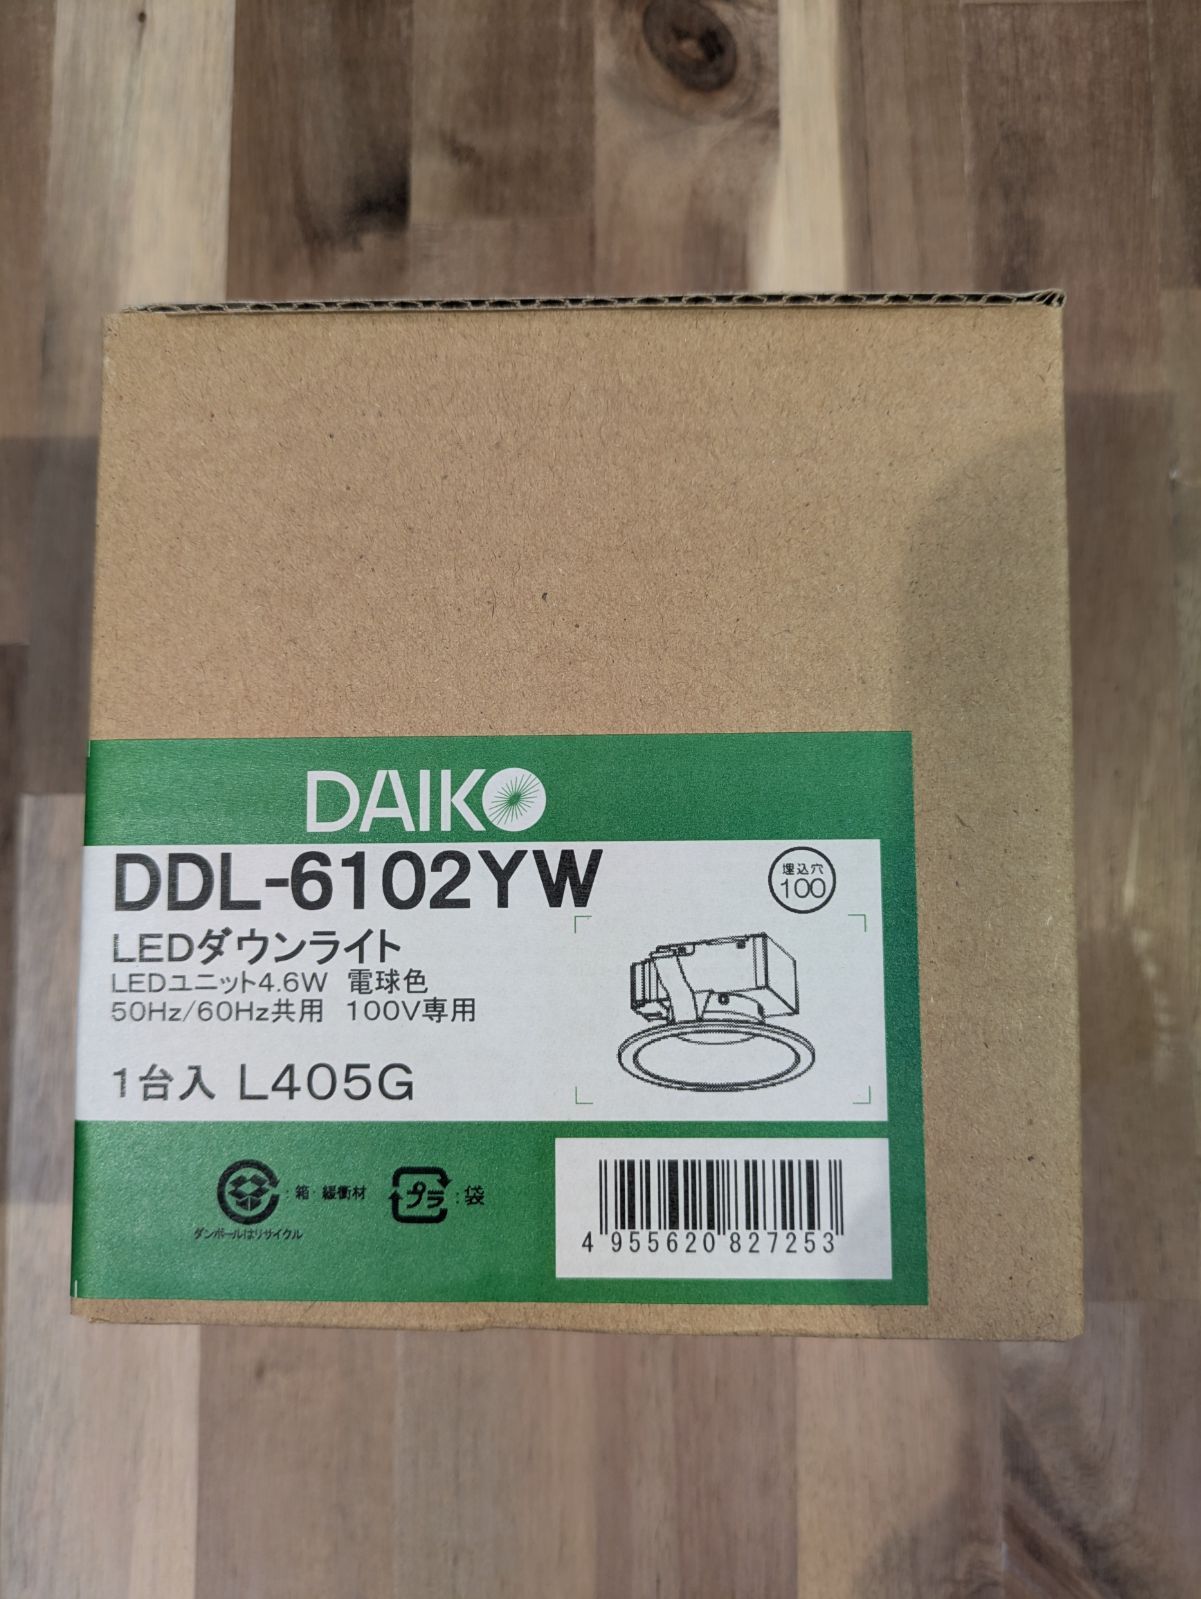 DAIKO
DDL-6102YW
埋込穴
100
LEDダウンライト
LEDユニット4.6W 電球色
50Hz/60Hz共用 100V専用
1台入 L405G
:箱・緩衝材
ダンボールはリサイクル
プラ
:袋
4 955620 827253